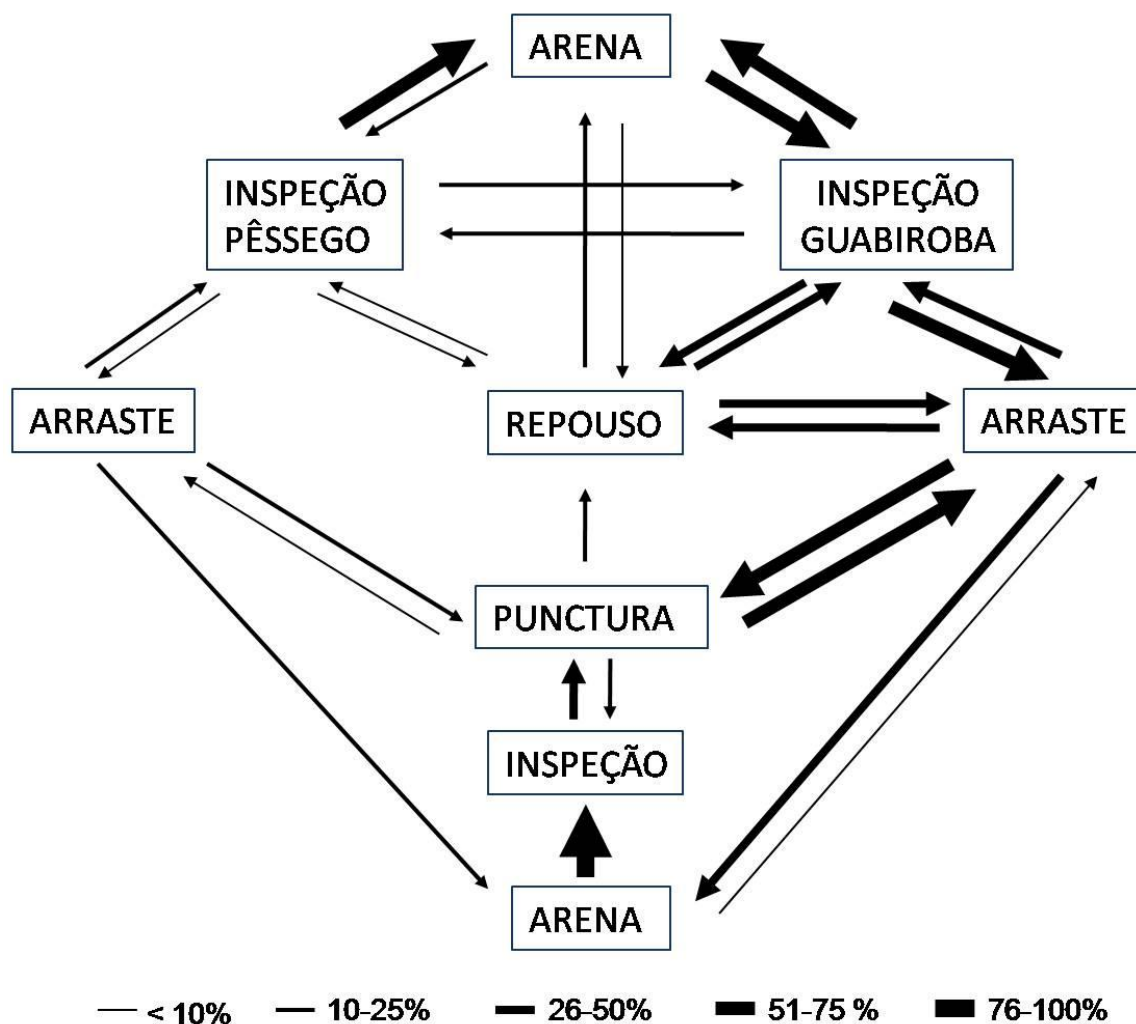 ARENA
INSPEÇÃO
PÊSSEGO
INSPEÇÃO
GUABIROBA
ARRASTE
REPOUSO
ARRASTE
PUNCTURA
INSPEÇÃO
ARENA
< 10% 10-25% 26-50% 51-75 % 76-100%